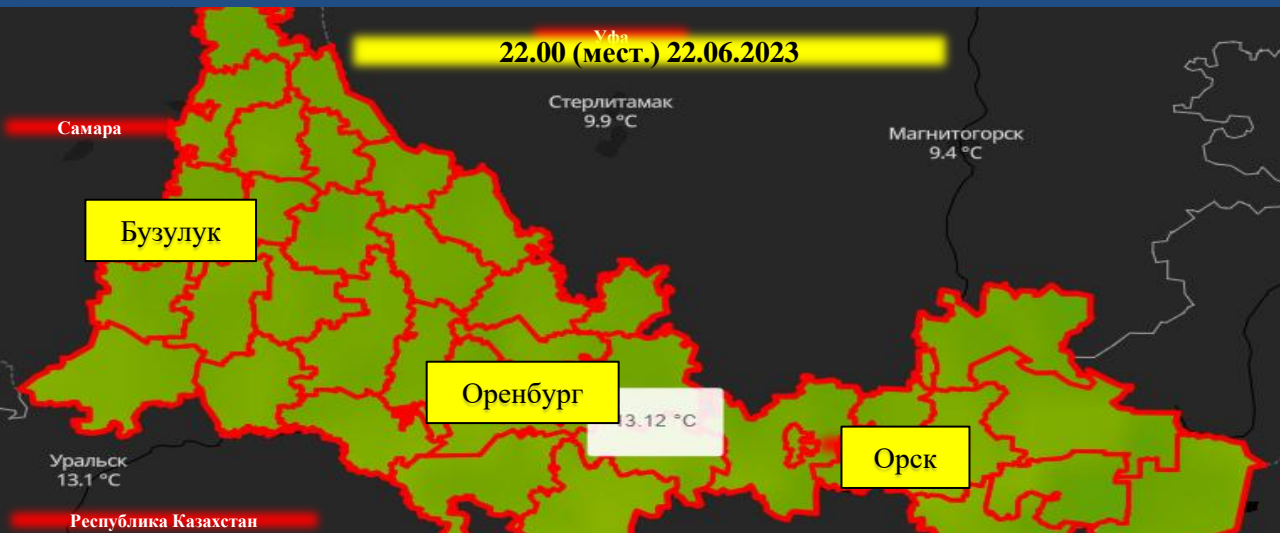 Уфа
22.00 (мест.) 22.06.2023
Стерлитамак
9.9 °C
Самара
Магнитогорск
9.4 °C
Бузулук
Оренбург
13.12 °C
Орск
Уральск
13.1 °C
Республика Казахстан